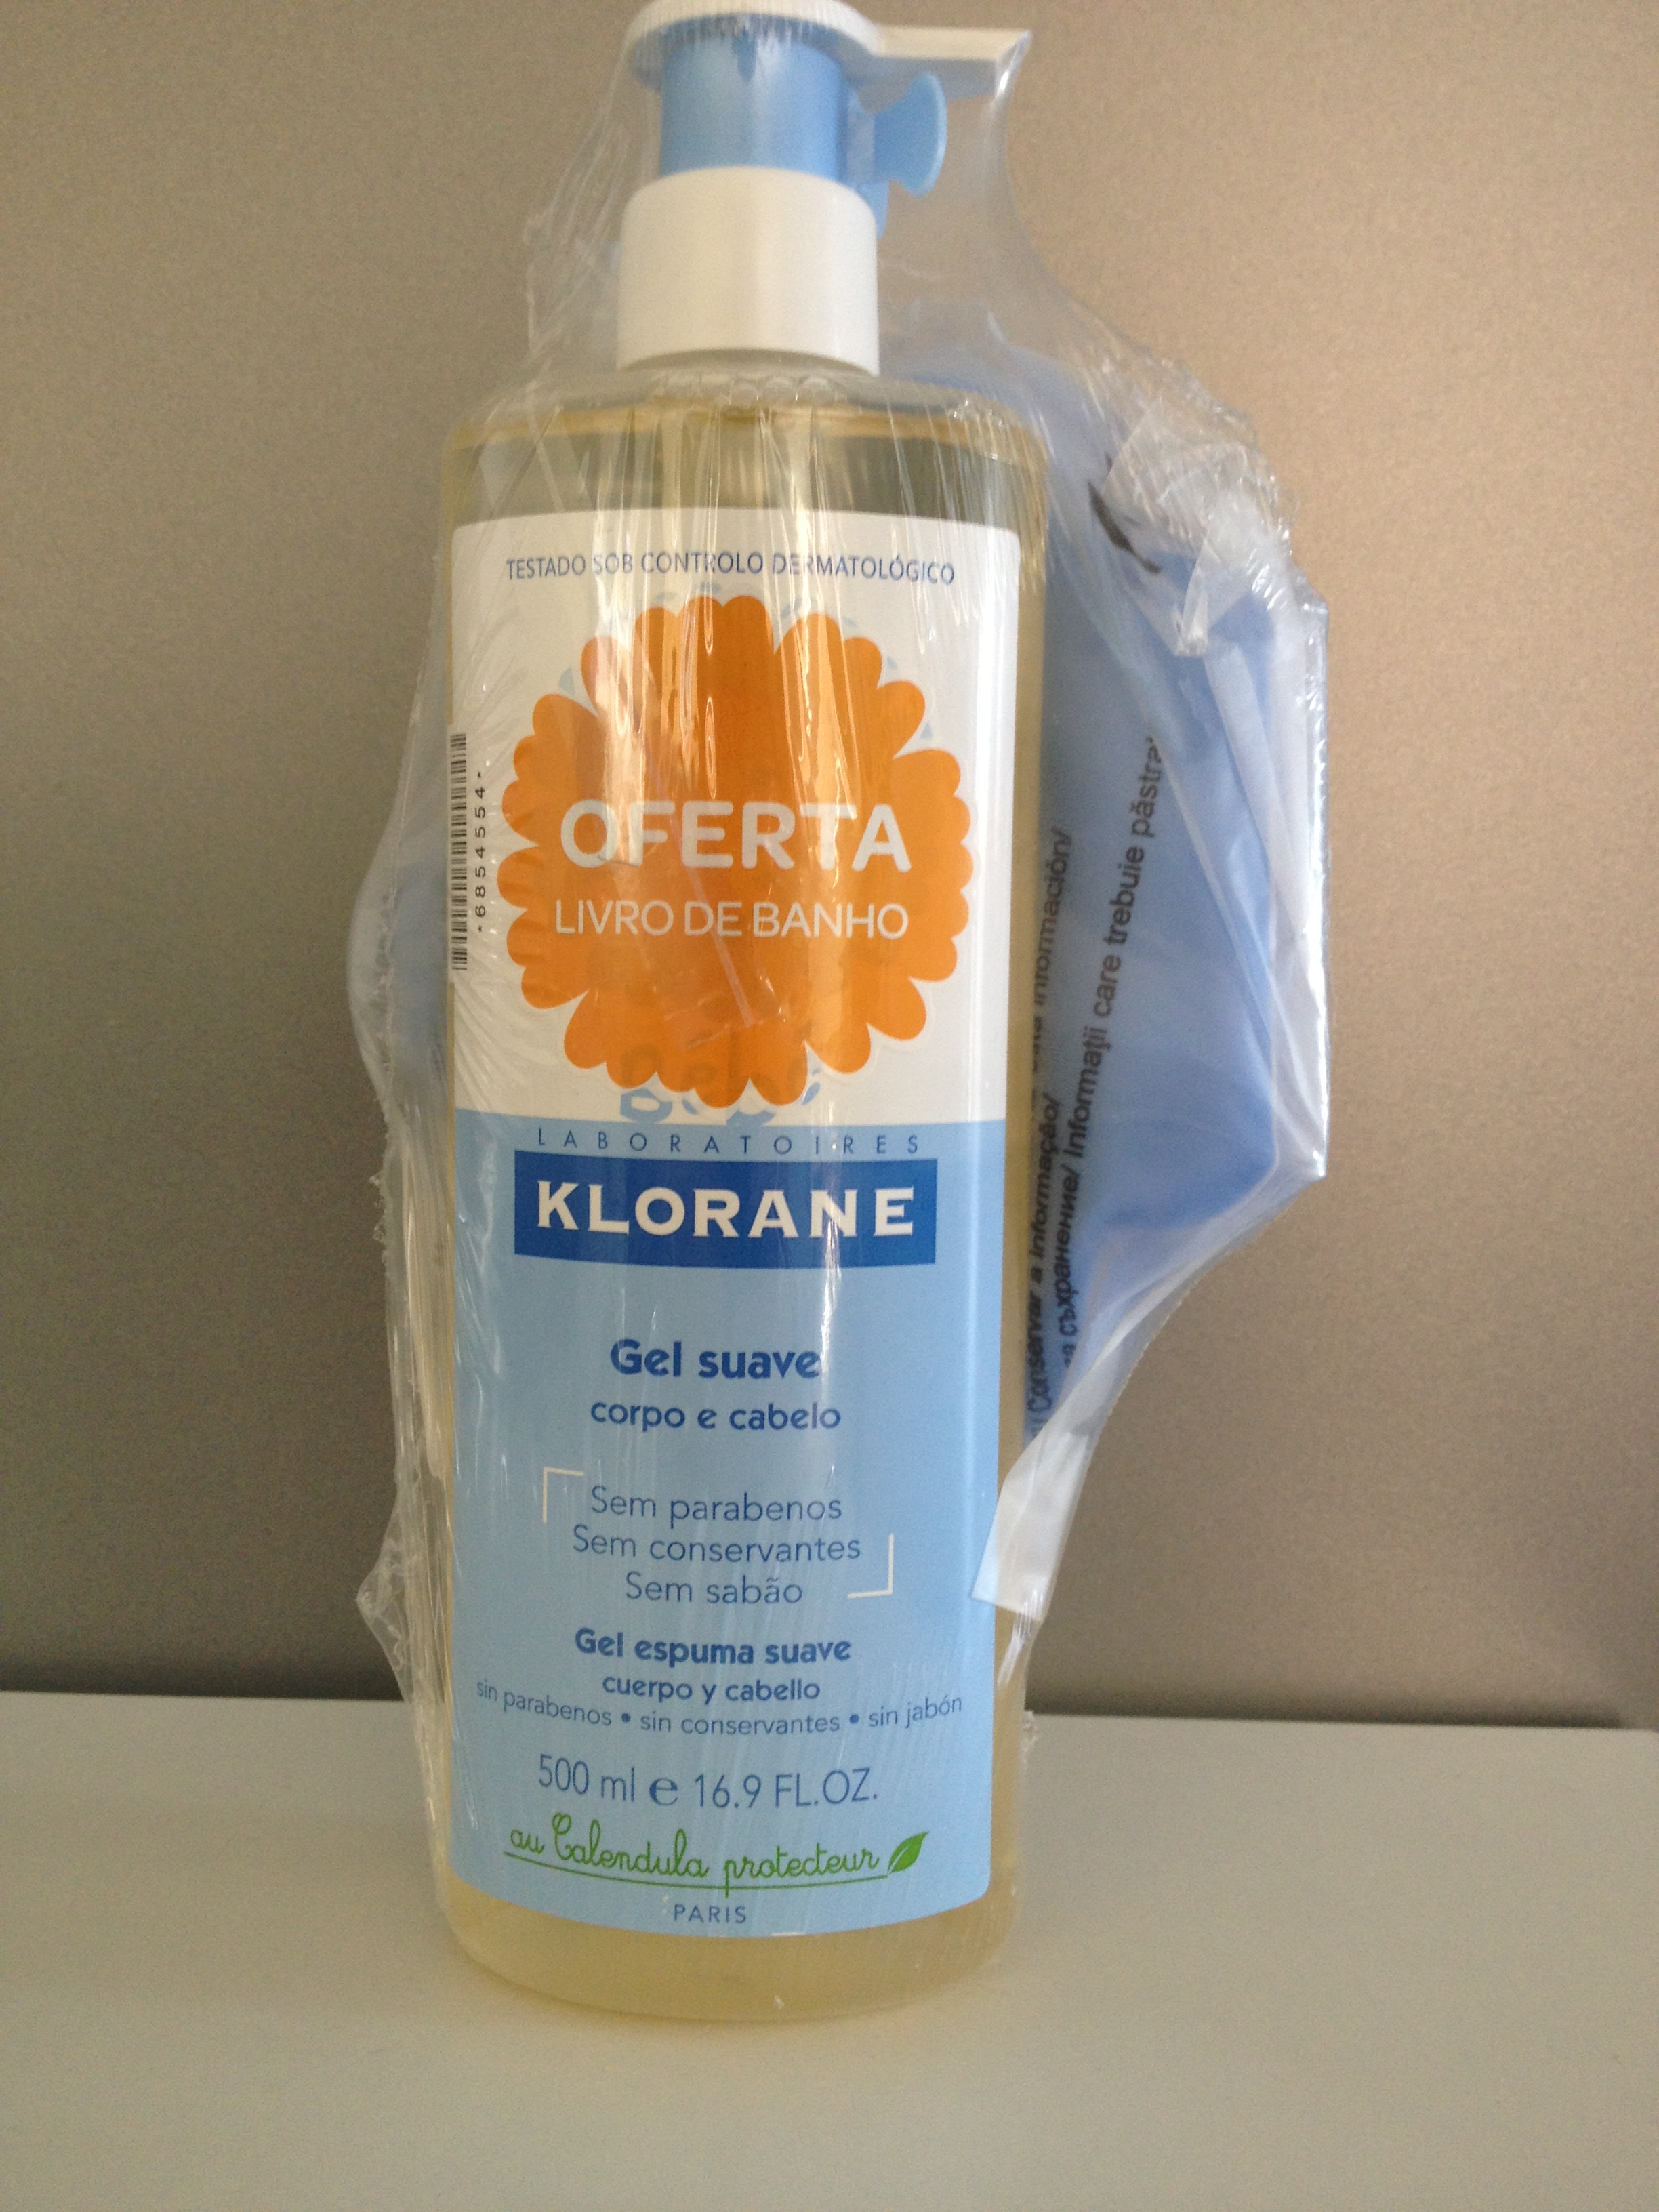 TESTADO SOB CONTROLO DERMATOLÓGICO
OFERTA
LIVRO DE BANHO
-6854554-
LABORATOIRES
KLORANE
Gel suave
corpo e cabelo
Sem parabenos
Sem conservantes
Sem sabão
Gel espuma suave
cuerpo y cabello
sin parabenos • sin conservantes • sin jabón
500 ml e 16.9 FL.OZ.
au Calendula protecteur
PARIS
información/
Conservar a informação/
съхранение/ Informaţii care trebuie